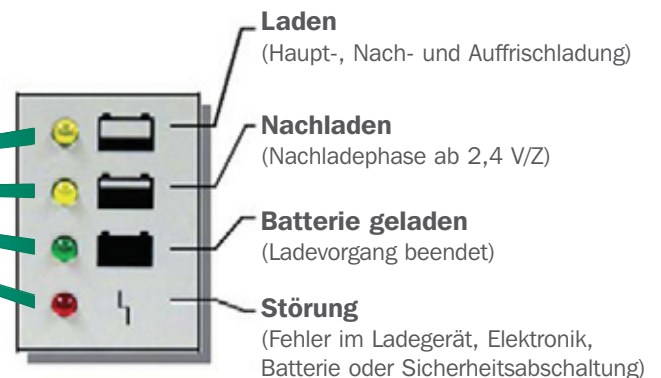 Laden
(Haupt-, Nach- und Auffrischladung)
Nachladen
(Nachladephase ab 2,4 V/Z)
Batterie geladen
(Ladevorgang beendet)
Störung
(Fehler im Ladegerät, Elektronik,
Batterie oder Sicherheitsabschaltung)